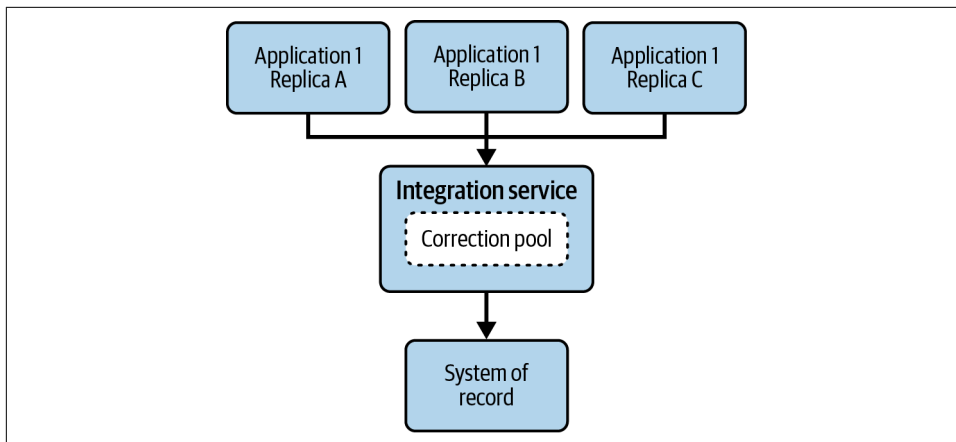 Application 1
Replica A
Application 1
Replica B
Application 1
Replica C
Integration service
Correction pool
System of
record